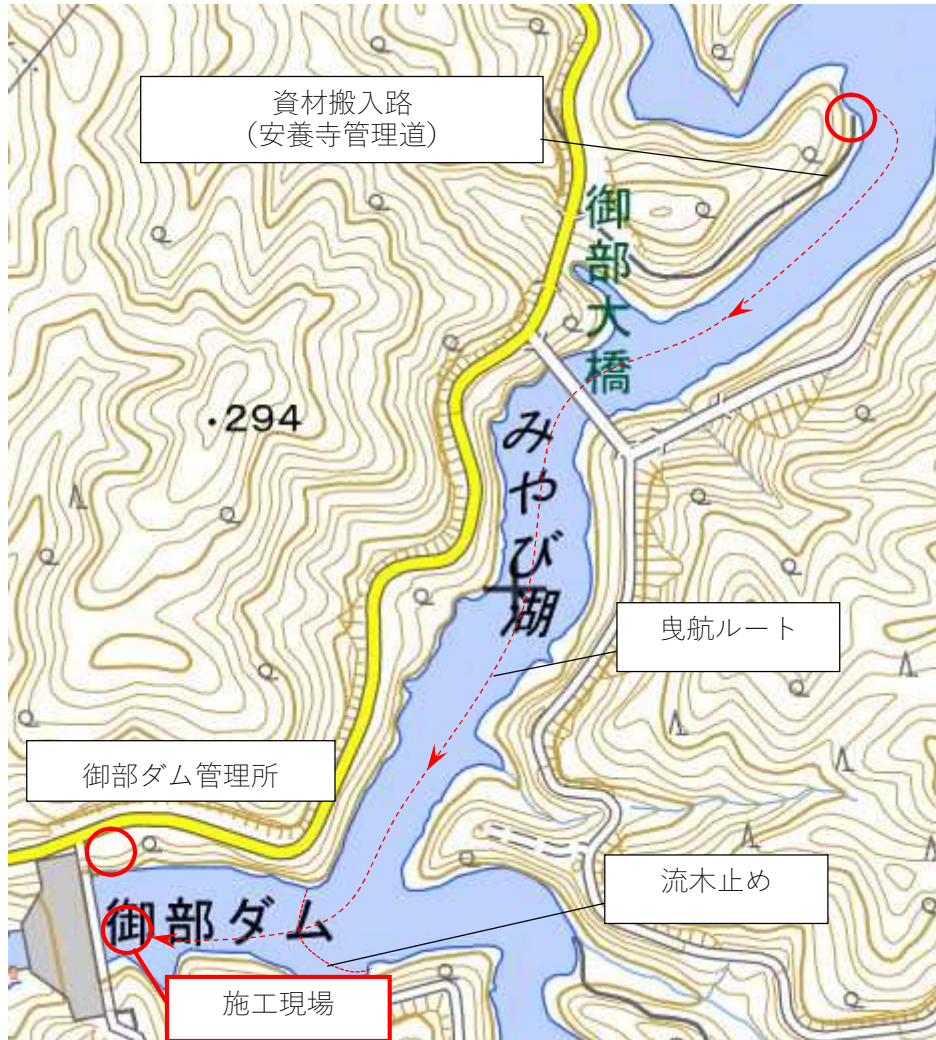 資材搬入路
（安養寺管理道）
御部大橋
・294
みやび湖
曳航ルート
御部ダム管理所
流木止め
御部ダム
施工現場